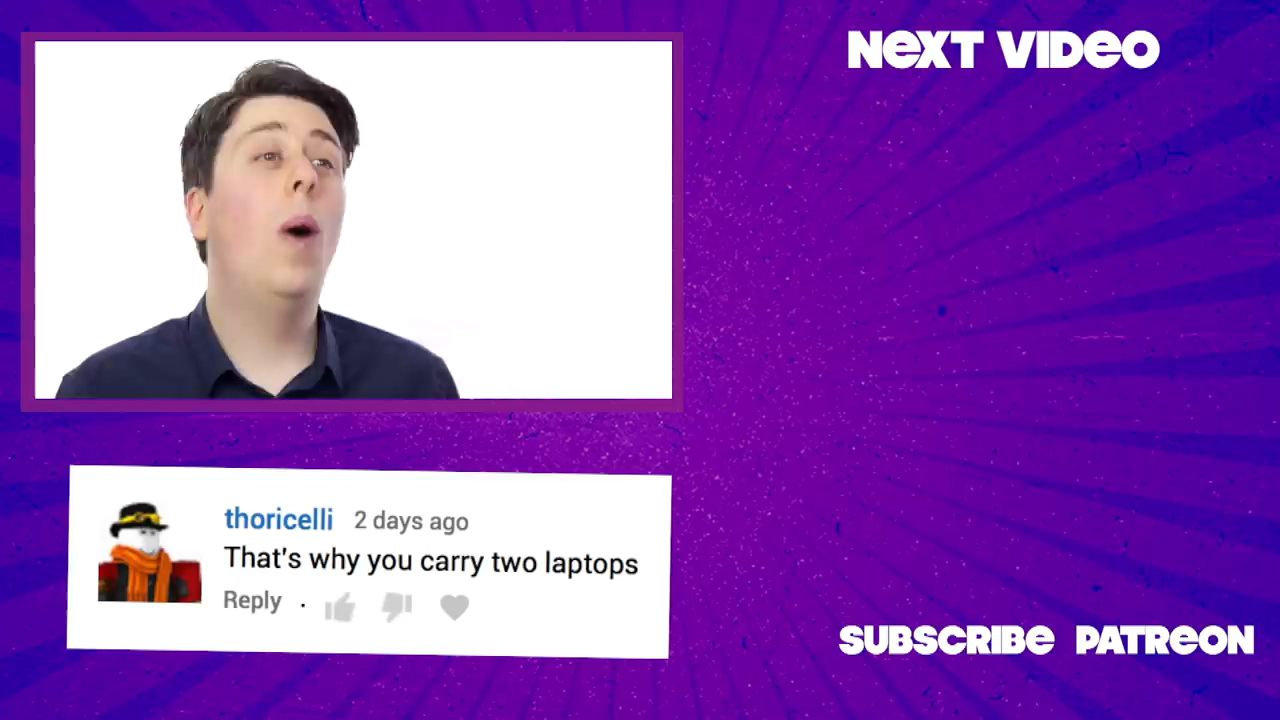 NEXT VIDEO
thoricelli 2 days ago
That's why you carry two laptops
Reply .
SUBSCRIBE PATREON